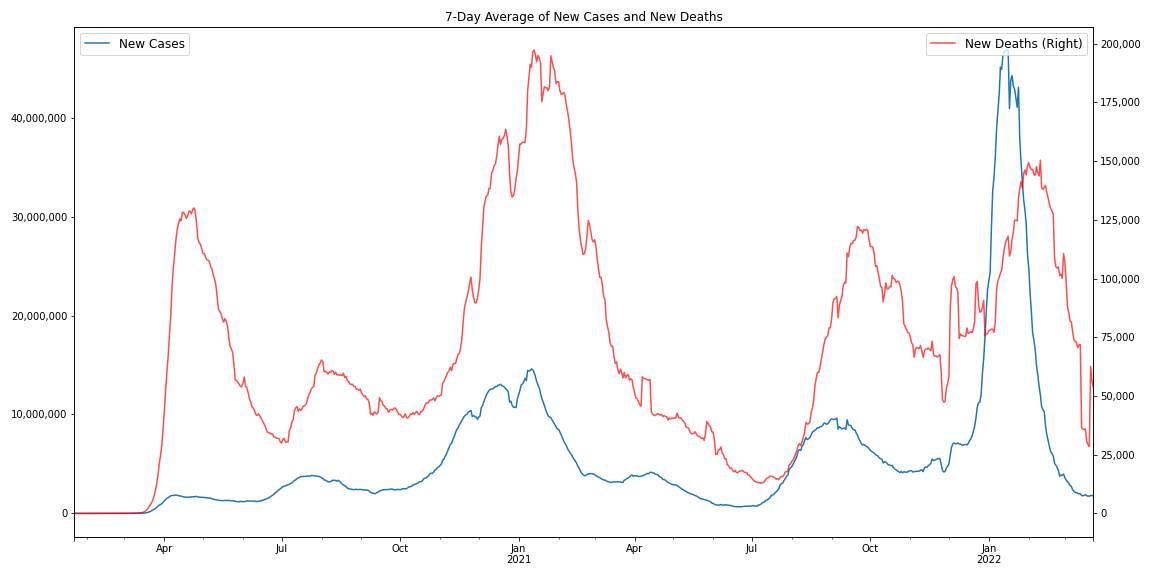 7-Day Average of New Cases and New Deaths
New Cases
New Deaths (Right)
40,000,000
30,000,000
20,000,000
10,000,000
0
200,000
175,000
150,000
125,000
100,000
75,000
50,000
25,000
0
Apr
Jul
Oct
Jan
2021
Apr
Jul
Oct
Jan
2022